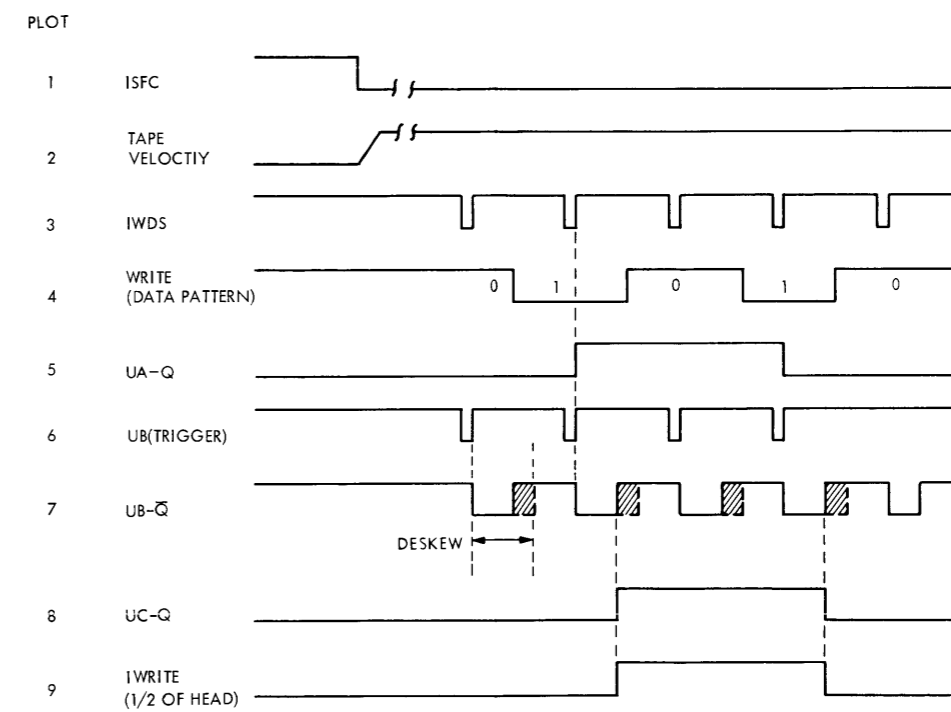 PLOT
1 ISFC
2 TAPE
VELOCTIY
3 IWDS
4 WRITE
(DATA PATTERN)
0 1 0 1 0
5 UA-Q
6 UB(TRIGGER)
7 UB-Q̅
DESKEW
8 UC-Q
9 1WRITE
(1/2 OF HEAD)